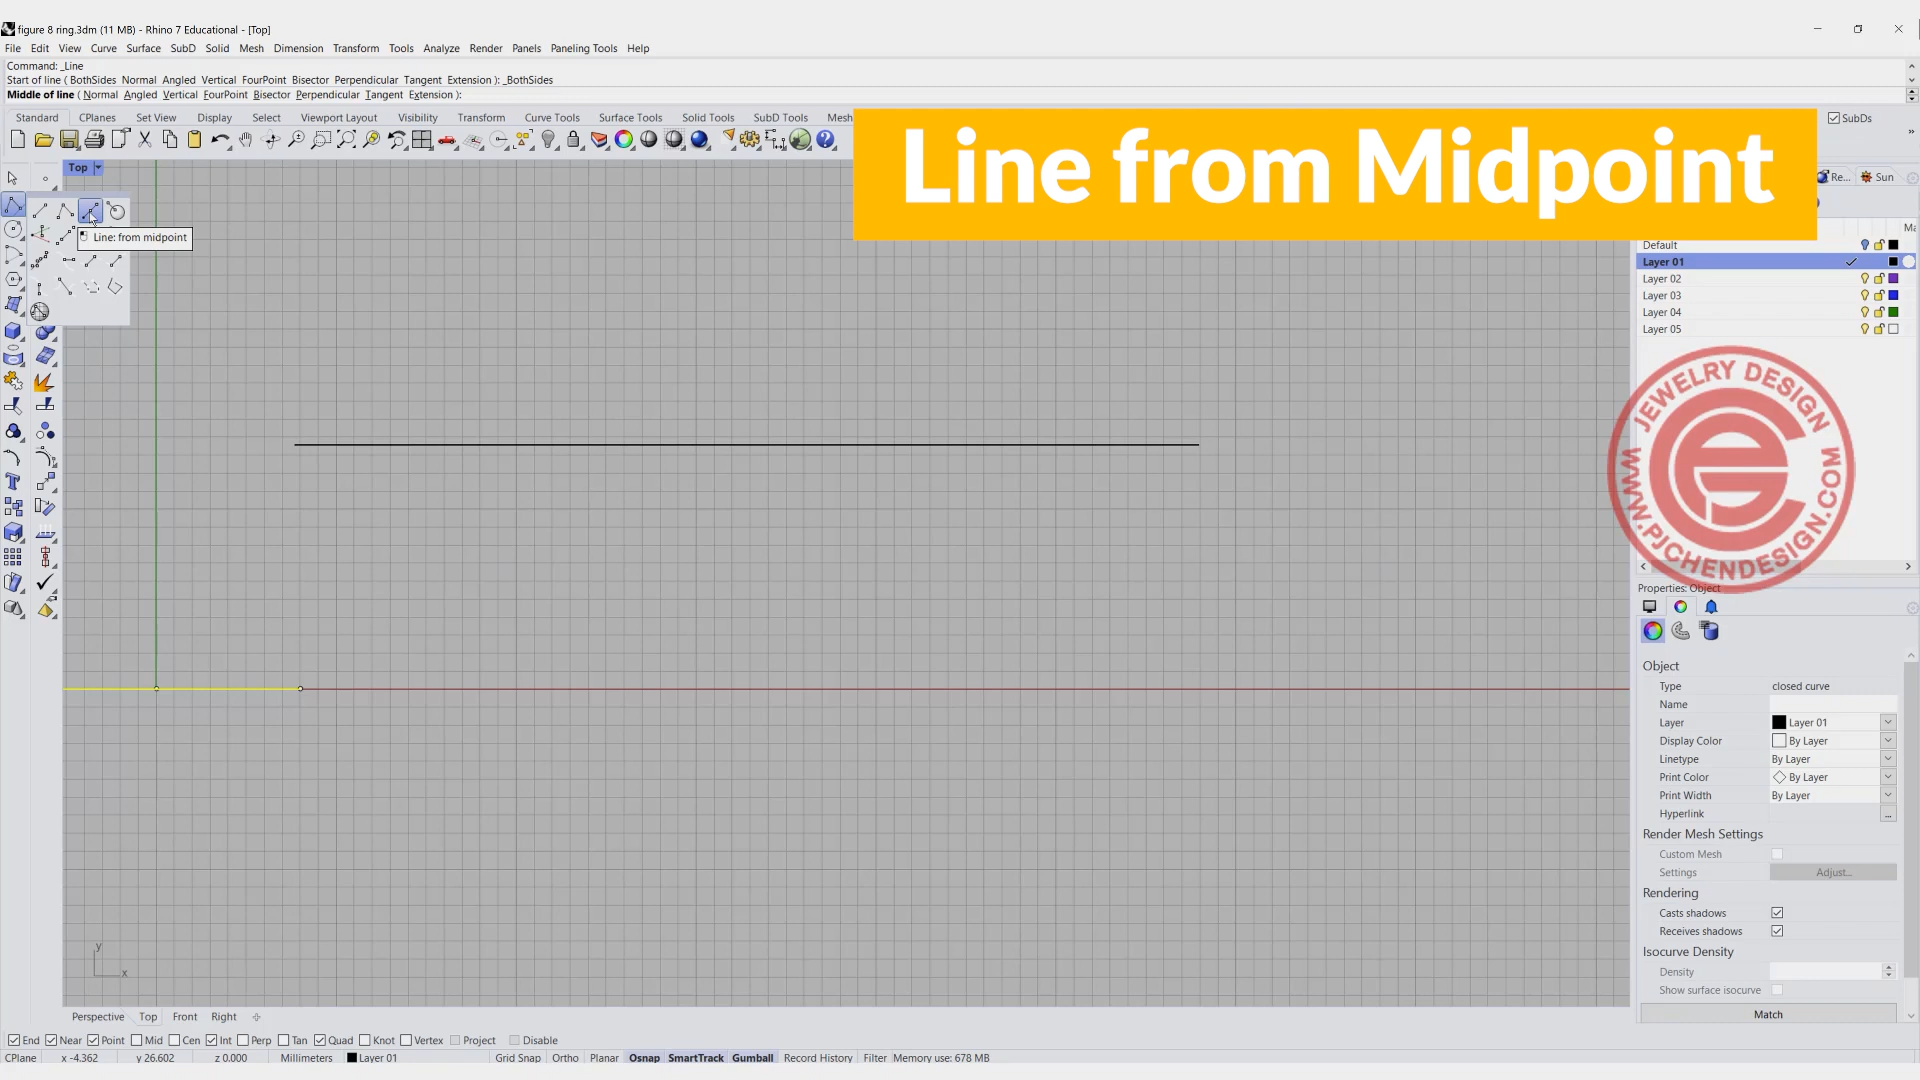 figure 8 ring.3dm (11 MB) - Rhino 7 Educational - [Top]
File Edit View Curve Surface SubD Solid Mesh Dimension Transform Tools Analyze Render Panels Paneling Tools Help
Command: _Line
Start of line ( BothSides Normal Angled Vertical FourPoint Bisector Perpendicular Tangent Extension ): _BothSides
Middle of line ( Normal Angled Vertical FourPoint Bisector Perpendicular Tangent Extension ):
Standard CPlanes Set View Display Select Viewport Layout Visibility Transform Curve Tools Surface Tools Solid Tools SubD Tools Mesh
SubDs
Line from Midpoint
Top
Re... Sun
Line: from midpoint
Default
Layer 01
Layer 02
Layer 03
Layer 04
Layer 05
JEWELRY DESIGN
WWW.PJCHENDESIGN.COM
Properties: Object
Object
Type closed curve
Name
Layer Layer 01
Display Color By Layer
Linetype By Layer
Print Color By Layer
Print Width By Layer
Hyperlink ...
Render Mesh Settings
Custom Mesh
Settings Adjust...
Rendering
Casts shadows
Receives shadows
Isocurve Density
Density
Show surface isocurve
Match
y
x
Perspective Top Front Right
End Near Point Mid Cen Int Perp Tan Quad Knot Vertex Project Disable
CPlane x -4.362 y 26.602 z 0.000 Millimeters Layer 01 Grid Snap Ortho Planar Osnap SmartTrack Gumball Record History Filter Memory use: 678 MB